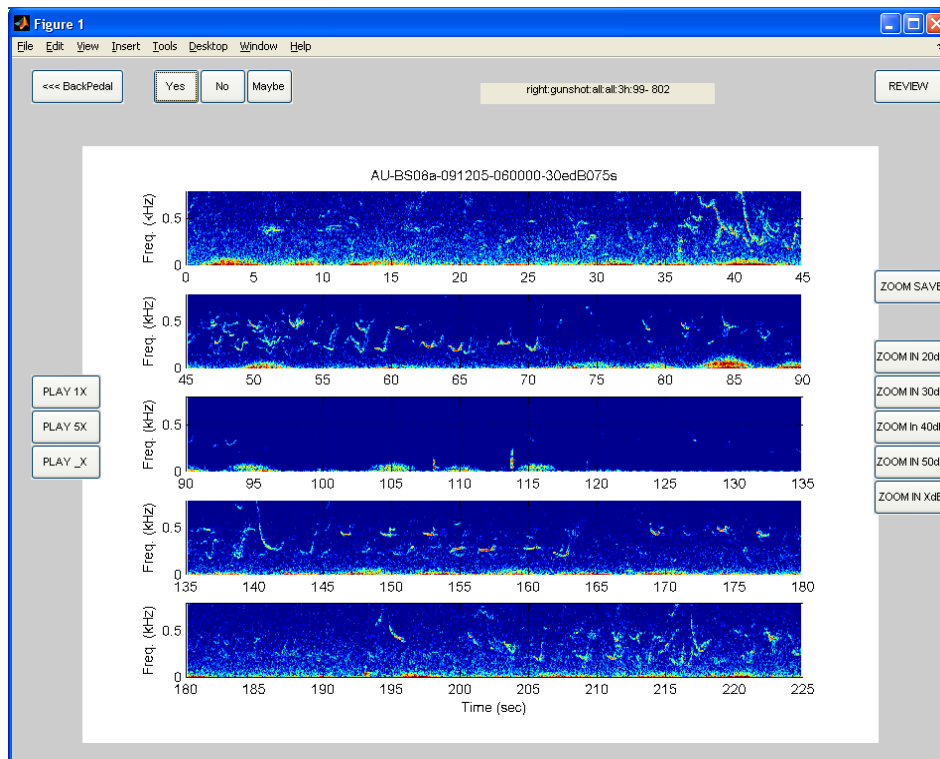 Figure 1
File Edit View Insert Tools Desktop Window Help
<<< BackPedal Yes No Maybe right:gunshot:all:all:3h:99- 802 REVIEW
AU-BS08a-091205-060000-30edB075s
Freq. (kHz) 0.5 0
0 5 10 15 20 25 30 35 40 45
ZOOM SAVE
Freq. (kHz) 0.5 0
45 50 55 60 65 70 75 80 85 90
ZOOM IN 20d
PLAY 1X ZOOM IN 30d
PLAY 5X ZOOM In 40d
PLAY _X ZOOM IN 50d
ZOOM IN XdB
Freq. (kHz) 0.5 0
90 95 100 105 110 115 120 125 130 135
Freq. (kHz) 0.5 0
135 140 145 150 155 160 165 170 175 180
Freq. (kHz) 0.5 0
180 185 190 195 200 205 210 215 220 225
Time (sec)